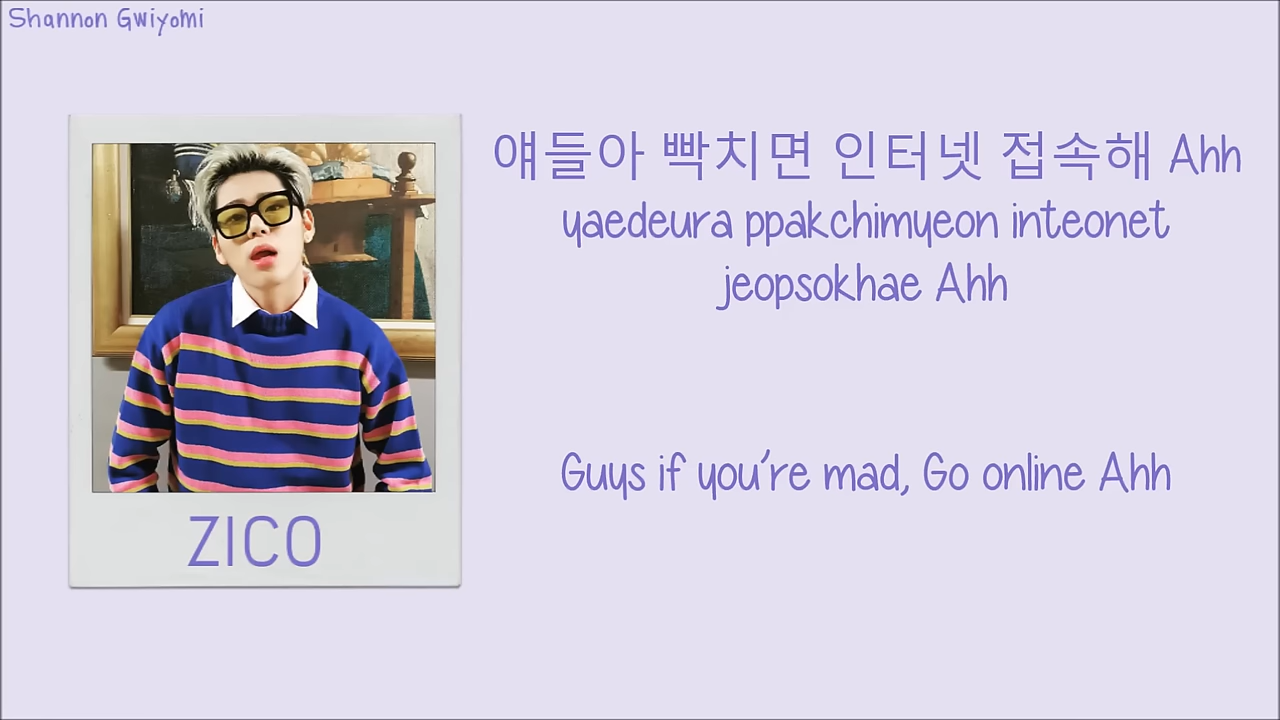 Shannon Gwiyomi
얘들아 빡치면 인터넷 접속해 Ahh
yaedeura ppakchimyeon inteonet
jeopsokhae Ahh
Guys if you're mad, Go online Ahh
ZICO